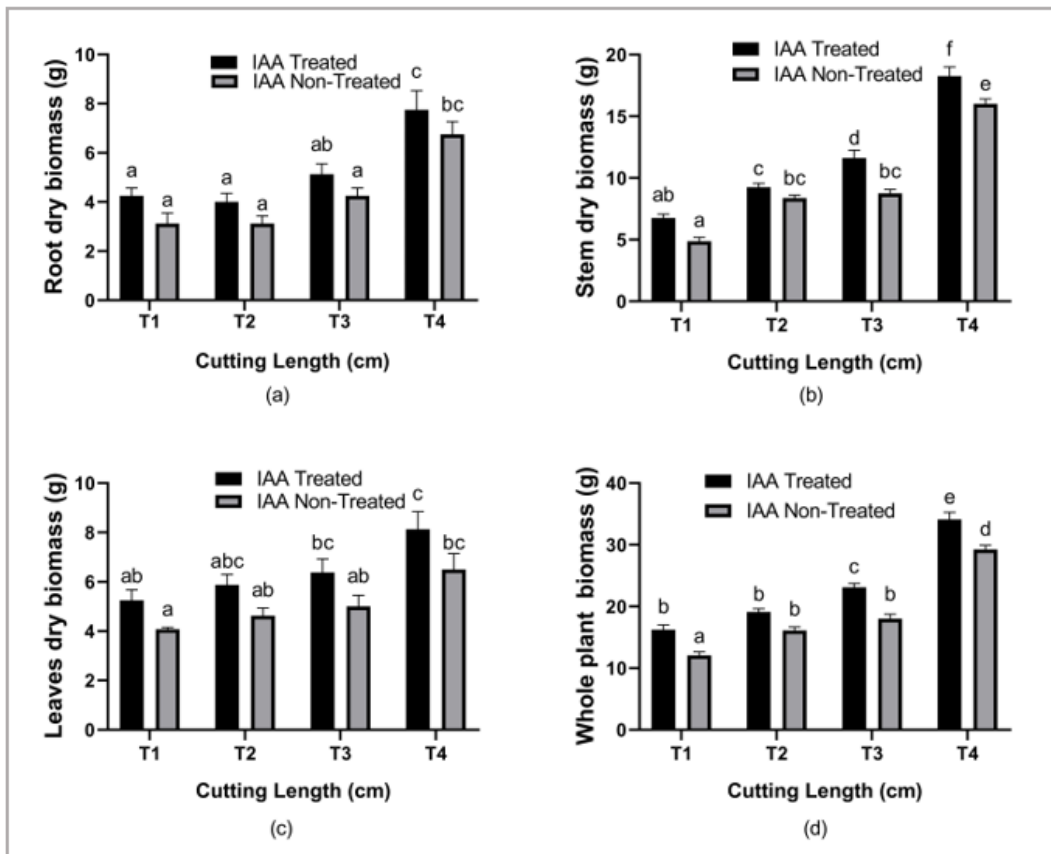 IAA Treated
IAA Non-Treated
Root dry biomass (g)
10
8
6
4
2
0
a
a
a
a
ab
a
c
bc
T1 T2 T3 T4
Cutting Length (cm)
(a)
IAA Treated
IAA Non-Treated
Stem dry biomass (g)
20
15
10
5
0
ab
a
c
bc
d
bc
f
e
T1 T2 T3 T4
Cutting Length (cm)
(b)
IAA Treated
IAA Non-Treated
Leaves dry biomass (g)
10
8
6
4
2
0
ab
a
abc
ab
bc
ab
c
bc
T1 T2 T3 T4
Cutting Length (cm)
(c)
IAA Treated
IAA Non-Treated
Whole plant biomass (g)
40
30
20
10
0
b
a
b
b
c
b
e
d
T1 T2 T3 T4
Cutting Length (cm)
(d)